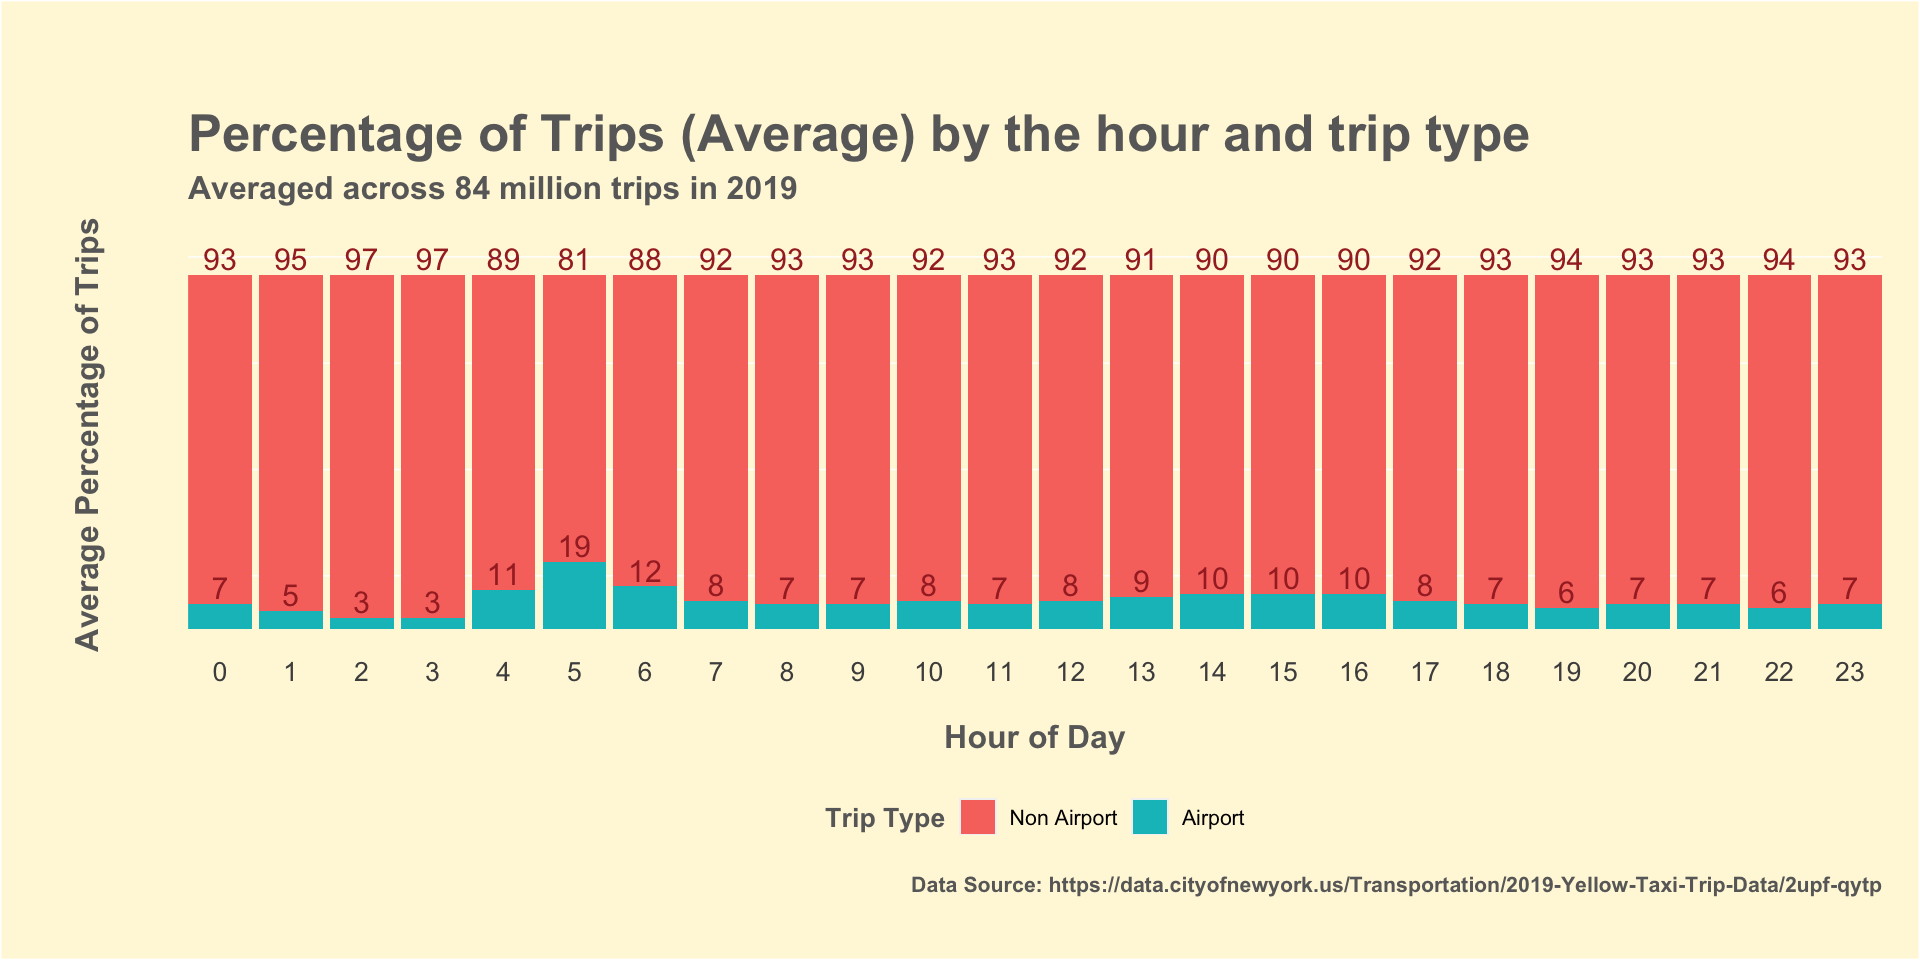 Percentage of Trips (Average) by the hour and trip type
Averaged across 84 million trips in 2019
Average Percentage of Trips
93 95 97 97 89 81 88 92 93 93 92 93 92 91 90 90 90 92 93 94 93 93 94 93
7 5 3 3 11 19 12 8 7 7 8 7 8 9 10 10 10 8 7 6 7 7 6 7
0 1 2 3 4 5 6 7 8 9 10 11 12 13 14 15 16 17 18 19 20 21 22 23
Hour of Day
Trip Type Non Airport Airport
Data Source: https://data.cityofnewyork.us/Transportation/2019-Yellow-Taxi-Trip-Data/2upf-qytp